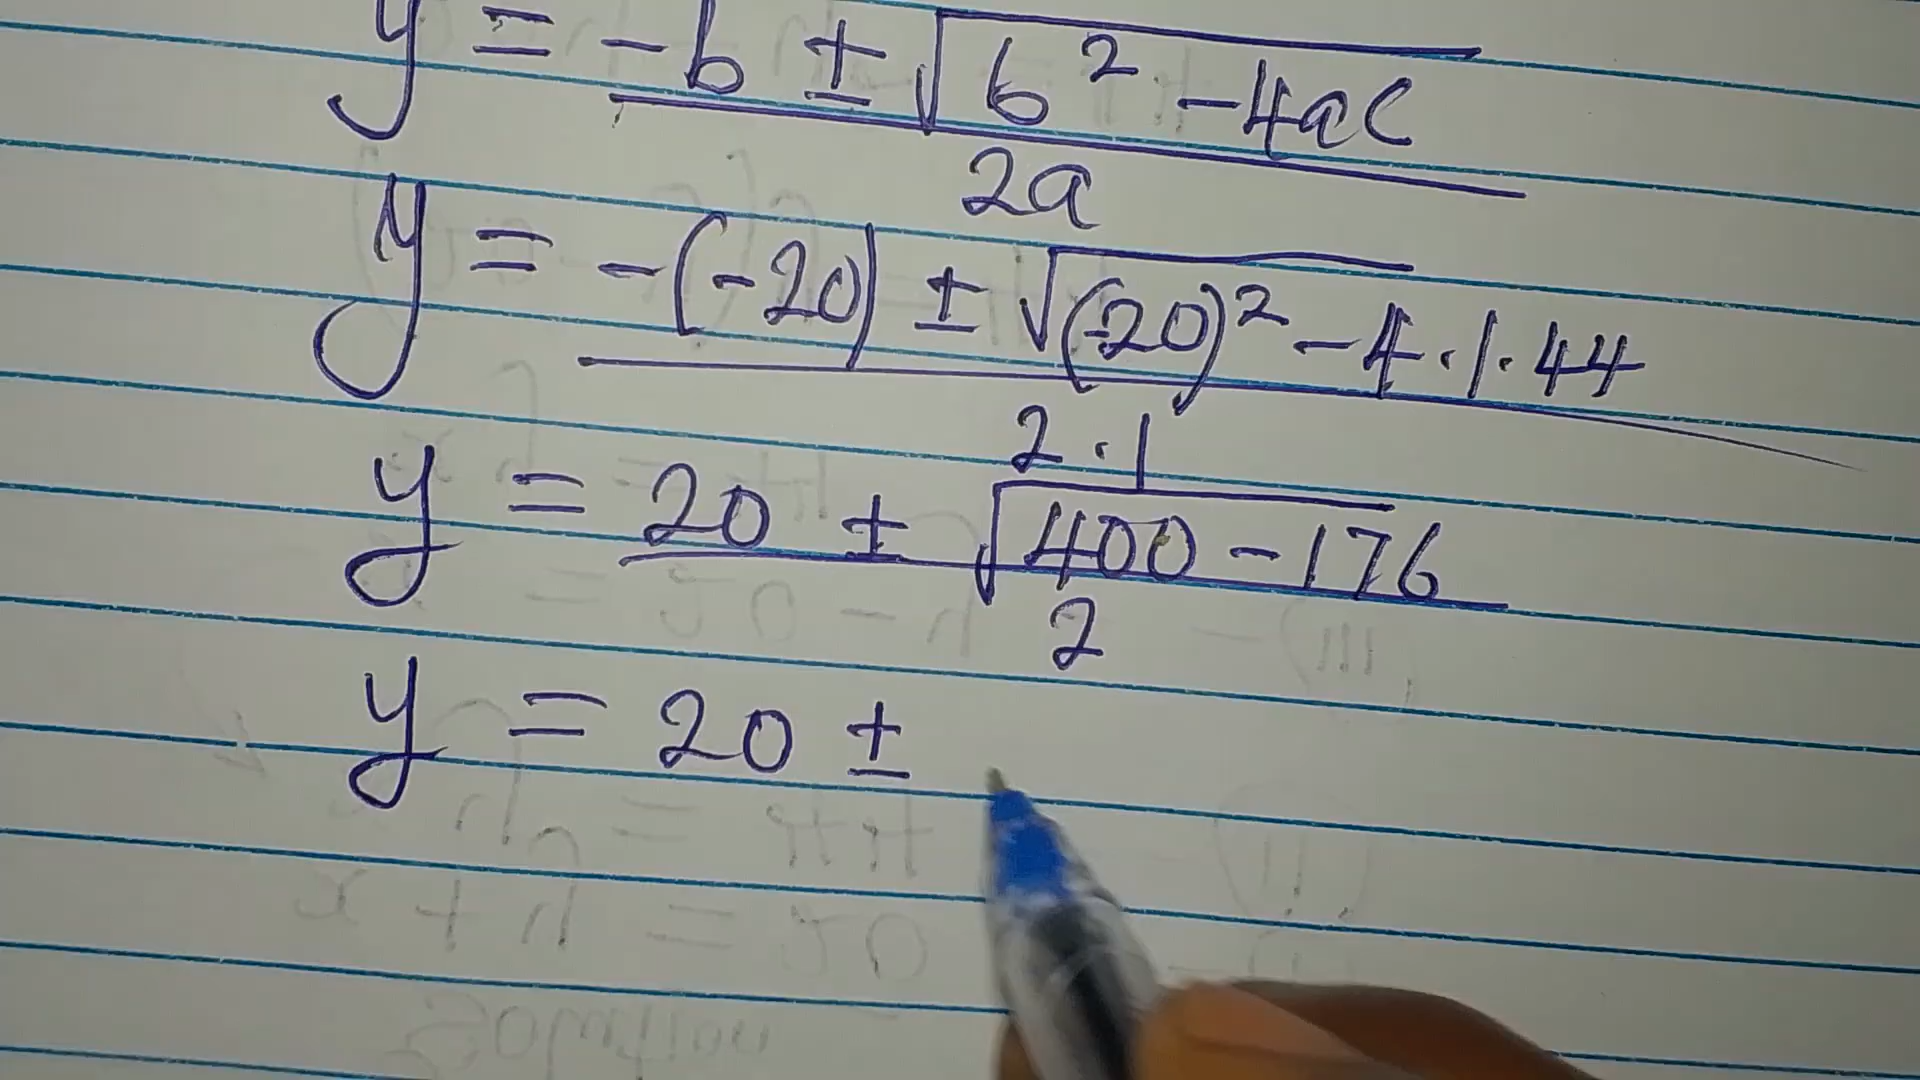 y = -b ± √b² - 4ac
2a
y = -(-20) ± √(-20)² - 4.1.44
2.1
y = 20 ± √400 - 176
2
y = 20 ±